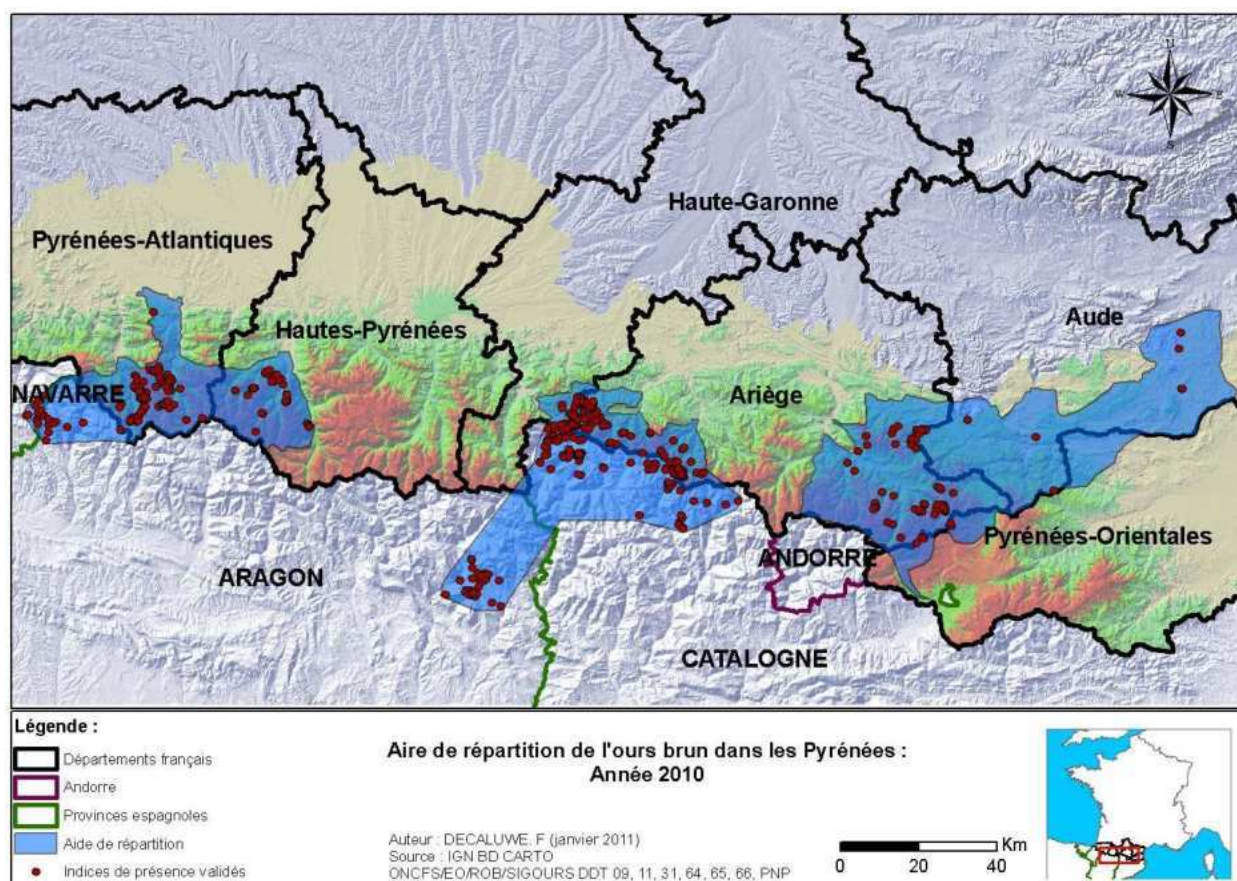 N
W
E
S
Haute-Garonne
Pyrénées-Atlantiques
Aude
Hautes-Pyrénées
NAVARRE
Ariège
Pyrénées-Orientales
ANDORRE
ARAGON
CATALOGNE
Légende :
Départements français
Andorre
Provinces espagnoles
Aide de répartition
Indices de présence validés
Aire de répartition de l'ours brun dans les Pyrénées :
Année 2010
Auteur : DECALUWE. F (janvier 2011)
Source : IGN BD CARTO
ONCFS/EO/ROB/SIGOURS DDT 09, 11, 31, 64, 65, 66, PNP
Km
0 20 40